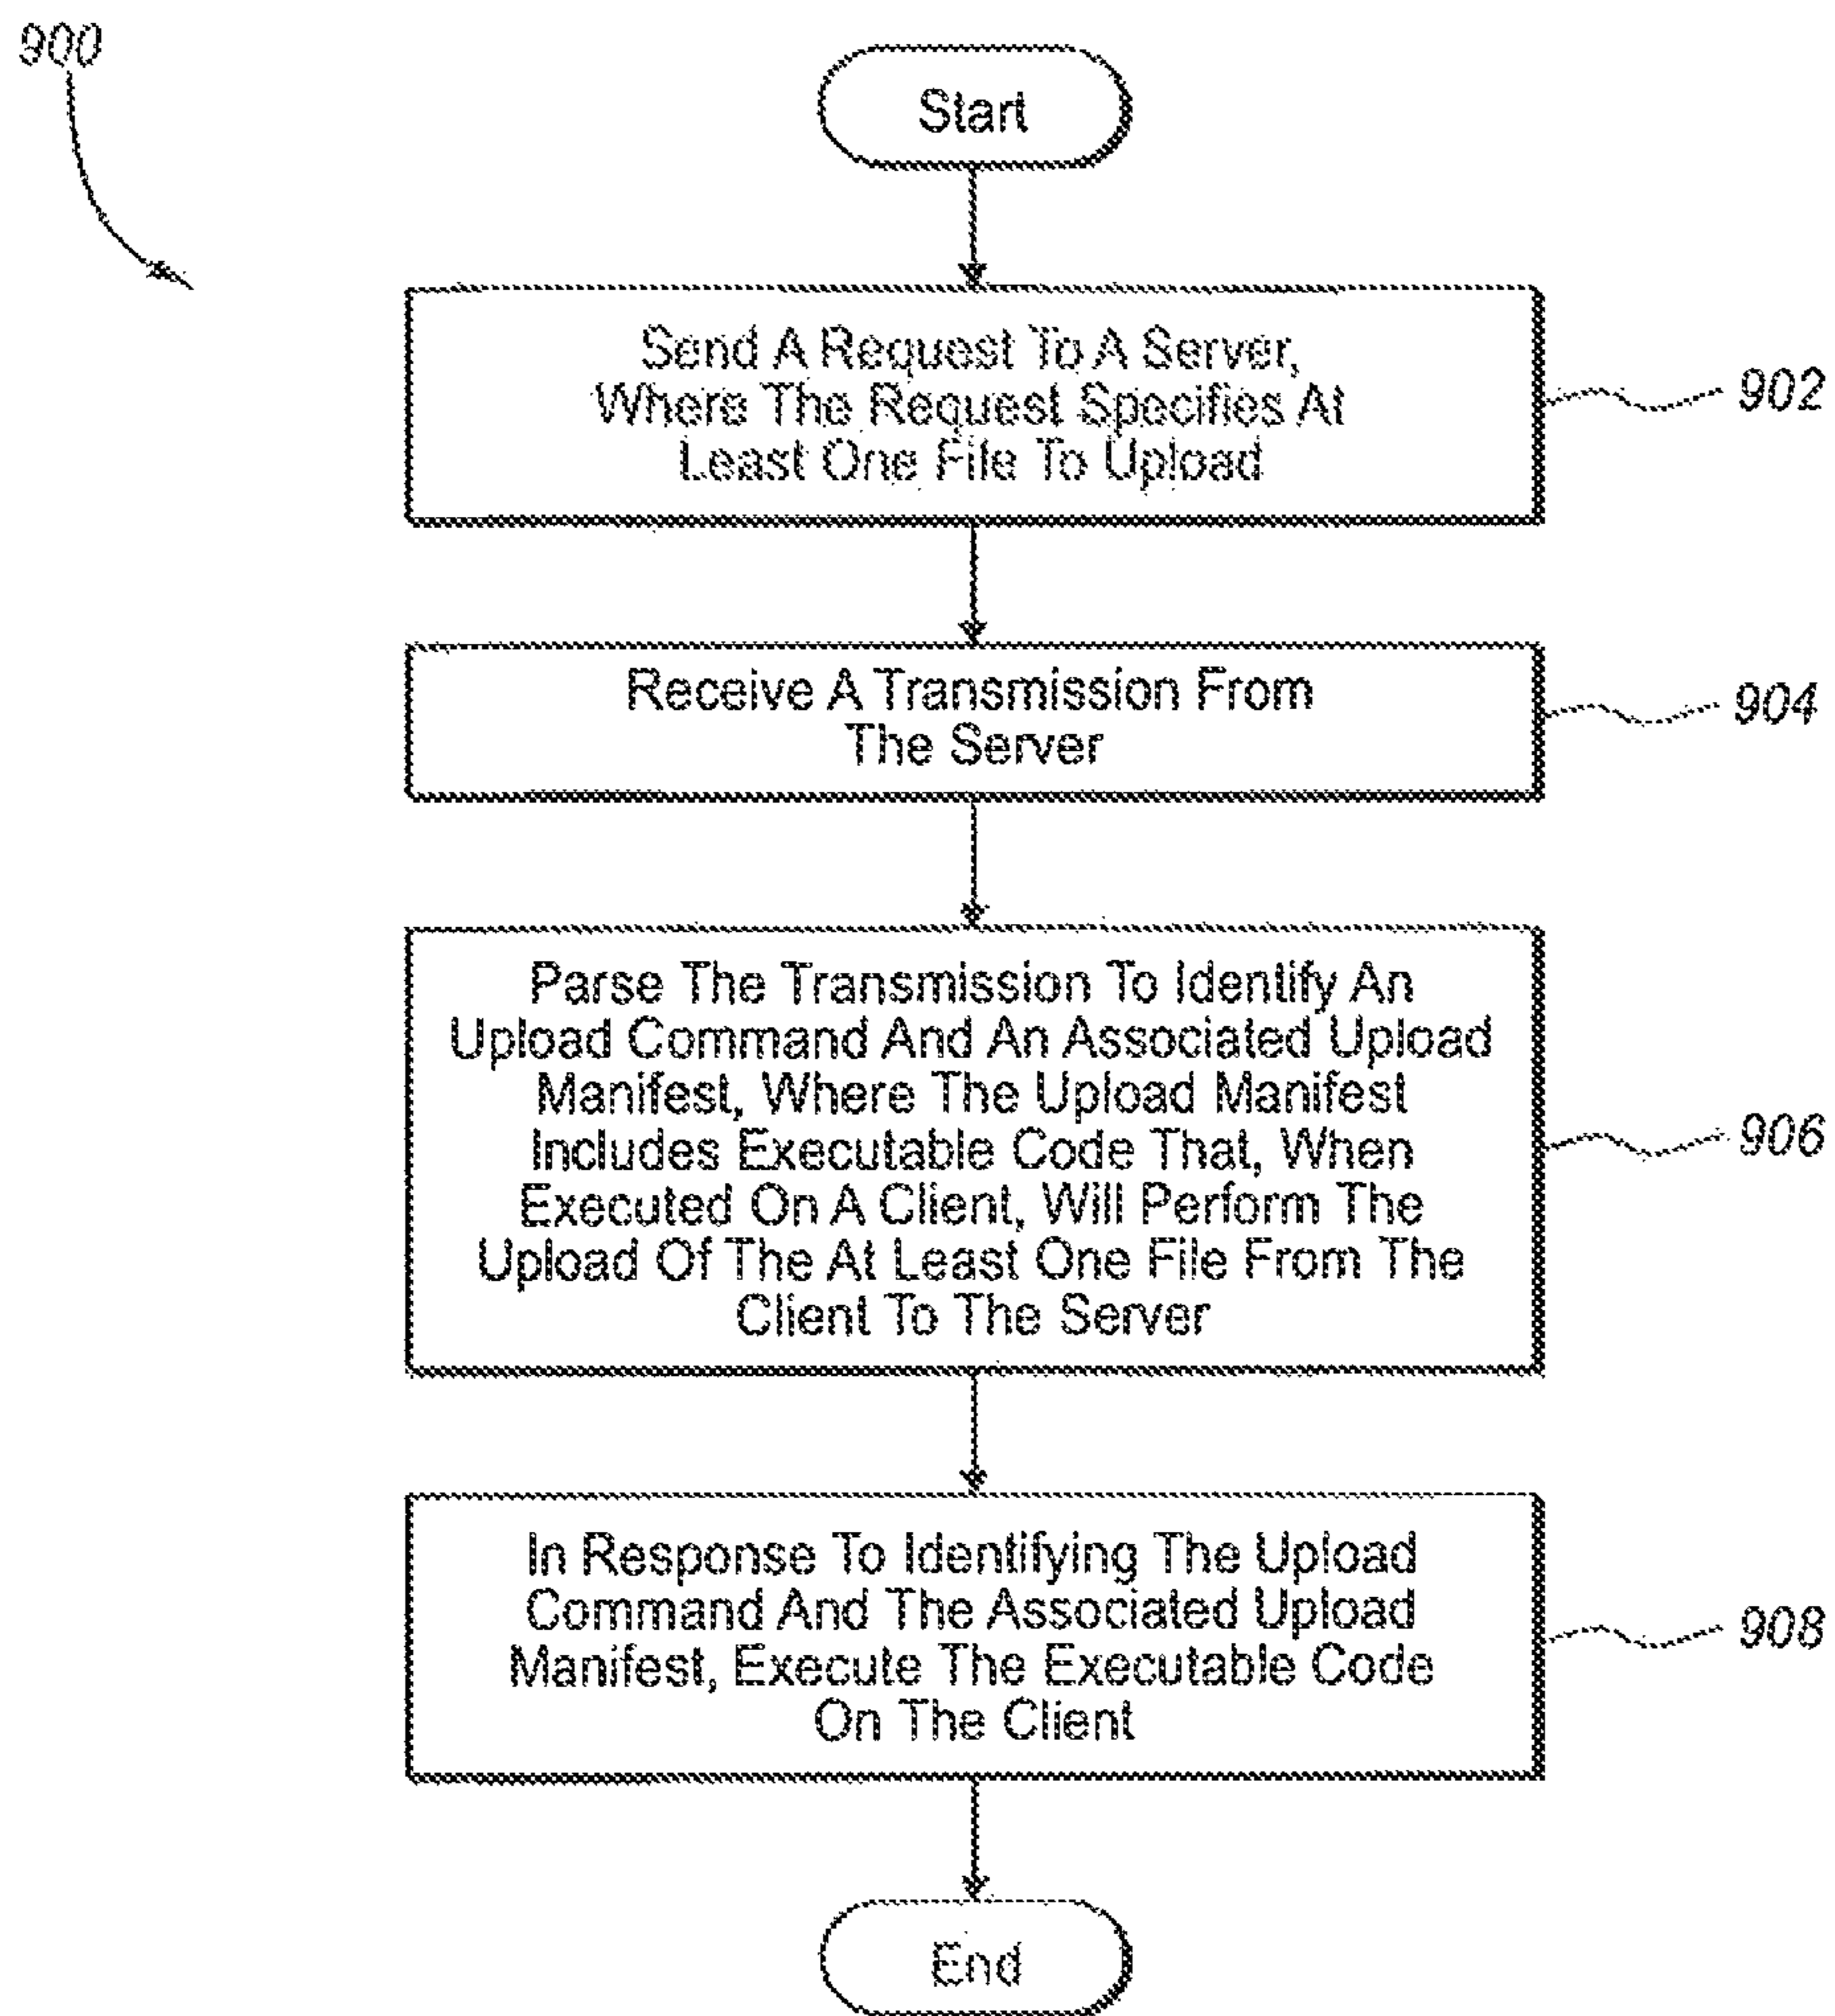 900
Start
Send A Request To A Server,
Where The Request Specifies At
Least One File To Upload
902
Receive A Transmission From
The Server
904
Parse The Transmission To Identify An
Upload Command And An Associated Upload
Manifest, Where The Upload Manifest
Includes Executable Code That, When
Executed On A Client, Will Perform The
Upload Of The At Least One File From The
Client To The Server
906
In Response To Identifying The Upload
Command And The Associated Upload
Manifest, Execute The Executable Code
On The Client
908
End